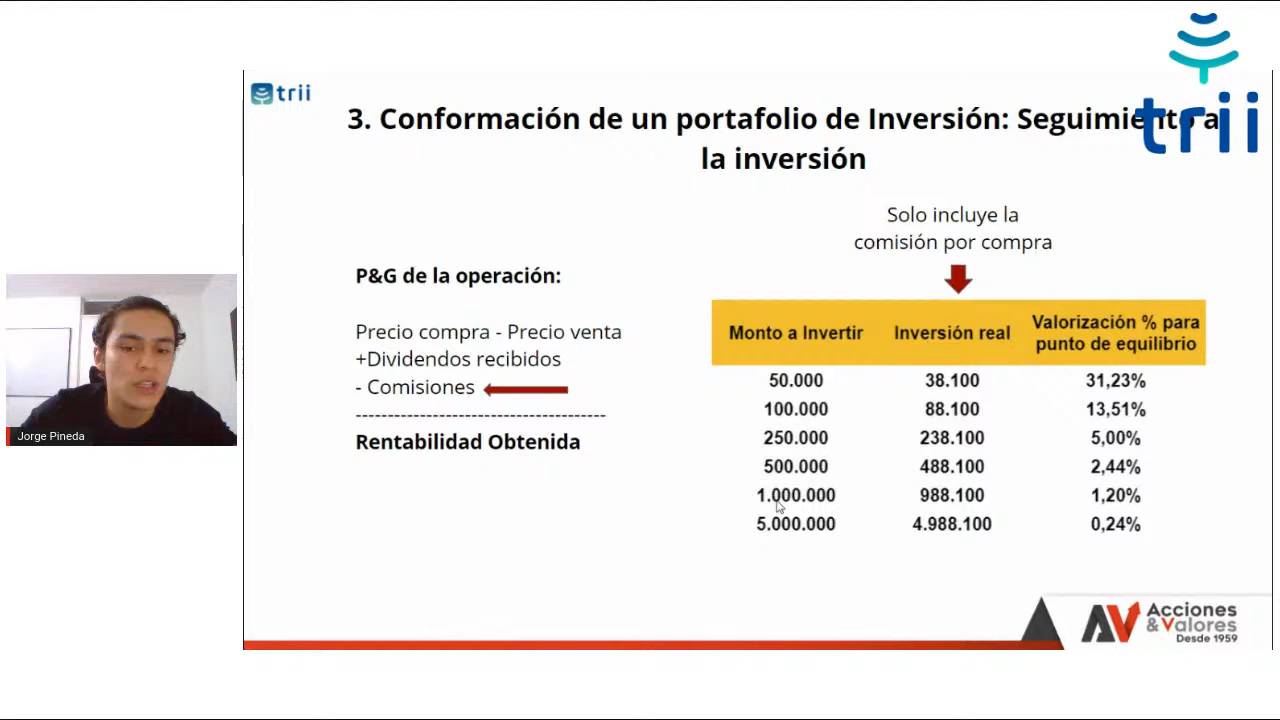 trii
trii
3. Conformación de un portafolio de Inversión: Seguimiento a
la inversión
Solo incluye la
comisión por compra
P&G de la operación:
Precio compra - Precio venta
+Dividendos recibidos
- Comisiones
--------------------------------------
Rentabilidad Obtenida
Monto a Invertir Inversión real Valorización % para
punto de equilibrio
50.000 38.100 31,23%
100.000 88.100 13,51%
250.000 238.100 5,00%
500.000 488.100 2,44%
1.000.000 988.100 1,20%
5.000.000 4.988.100 0,24%
Jorge Pineda
AV Acciones
& Valores
Desde 1959